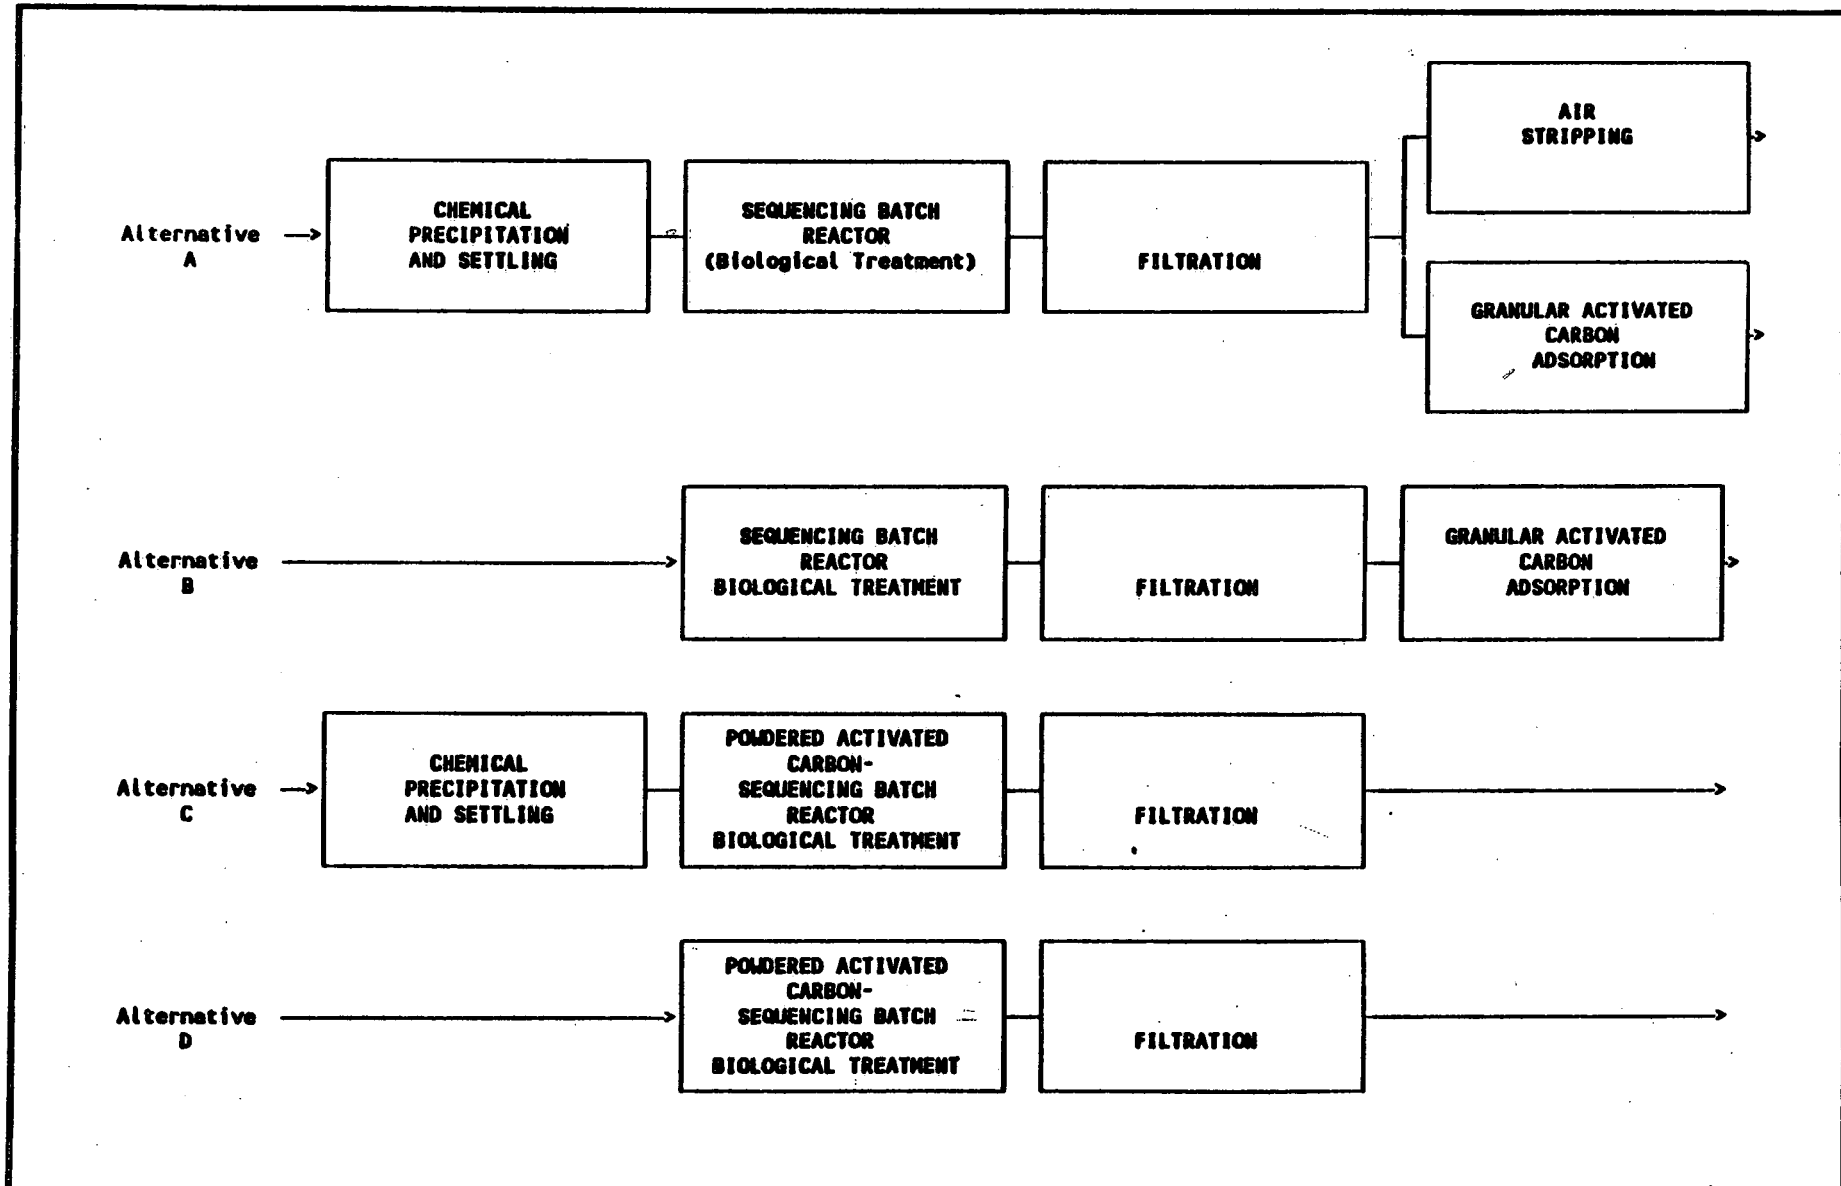 Alternative
A
CHEMICAL
PRECIPITATION
AND SETTLING
SEQUENCING BATCH
REACTOR
(Biological Treatment)
FILTRATION
AIR
STRIPPING
GRANULAR ACTIVATED
CARBON
ADSORPTION
Alternative
B
SEQUENCING BATCH
REACTOR
BIOLOGICAL TREATMENT
FILTRATION
GRANULAR ACTIVATED
CARBON
ADSORPTION
Alternative
C
CHEMICAL
PRECIPITATION
AND SETTLING
POWDERED ACTIVATED
CARBON-
SEQUENCING BATCH
REACTOR
BIOLOGICAL TREATMENT
FILTRATION
Alternative
D
POWDERED ACTIVATED
CARBON-
SEQUENCING BATCH
REACTOR
BIOLOGICAL TREATMENT
FILTRATION